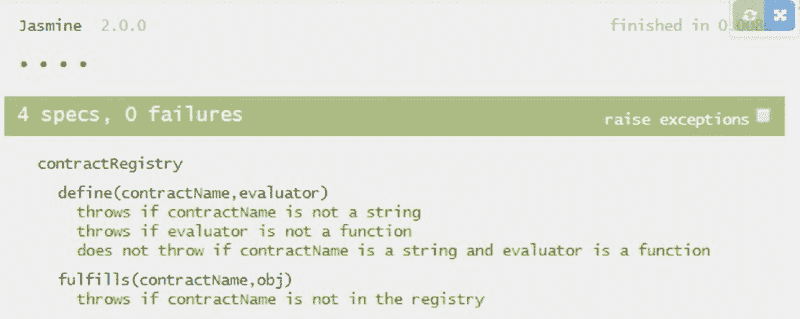 Jasmine 2.0.0
finished in
4 specs, 0 failures
raise exceptions
contractRegistry
define(contractName,evaluator)
throws if contractName is not a string
throws if evaluator is not a function
does not throw if contractName is a string and evaluator is a function
fulfills(contractName,obj)
throws if contractName is not in the registry